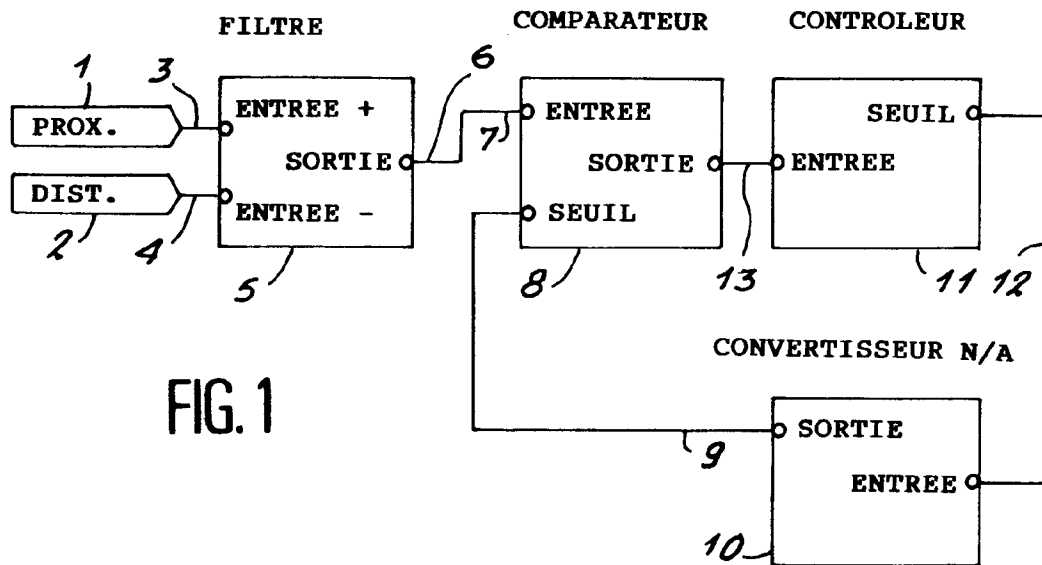 FILTRE
COMPARATEUR
CONTROLEUR
1
3
6
PROX.
ENTREE +
7
ENTREE
SEUIL
SORTIE
SORTIE
ENTREE
DIST.
ENTREE -
SEUIL
2
4
5
8
13
11
12
CONVERTISSEUR N/A
FIG. 1
9
SORTIE
ENTREE
10